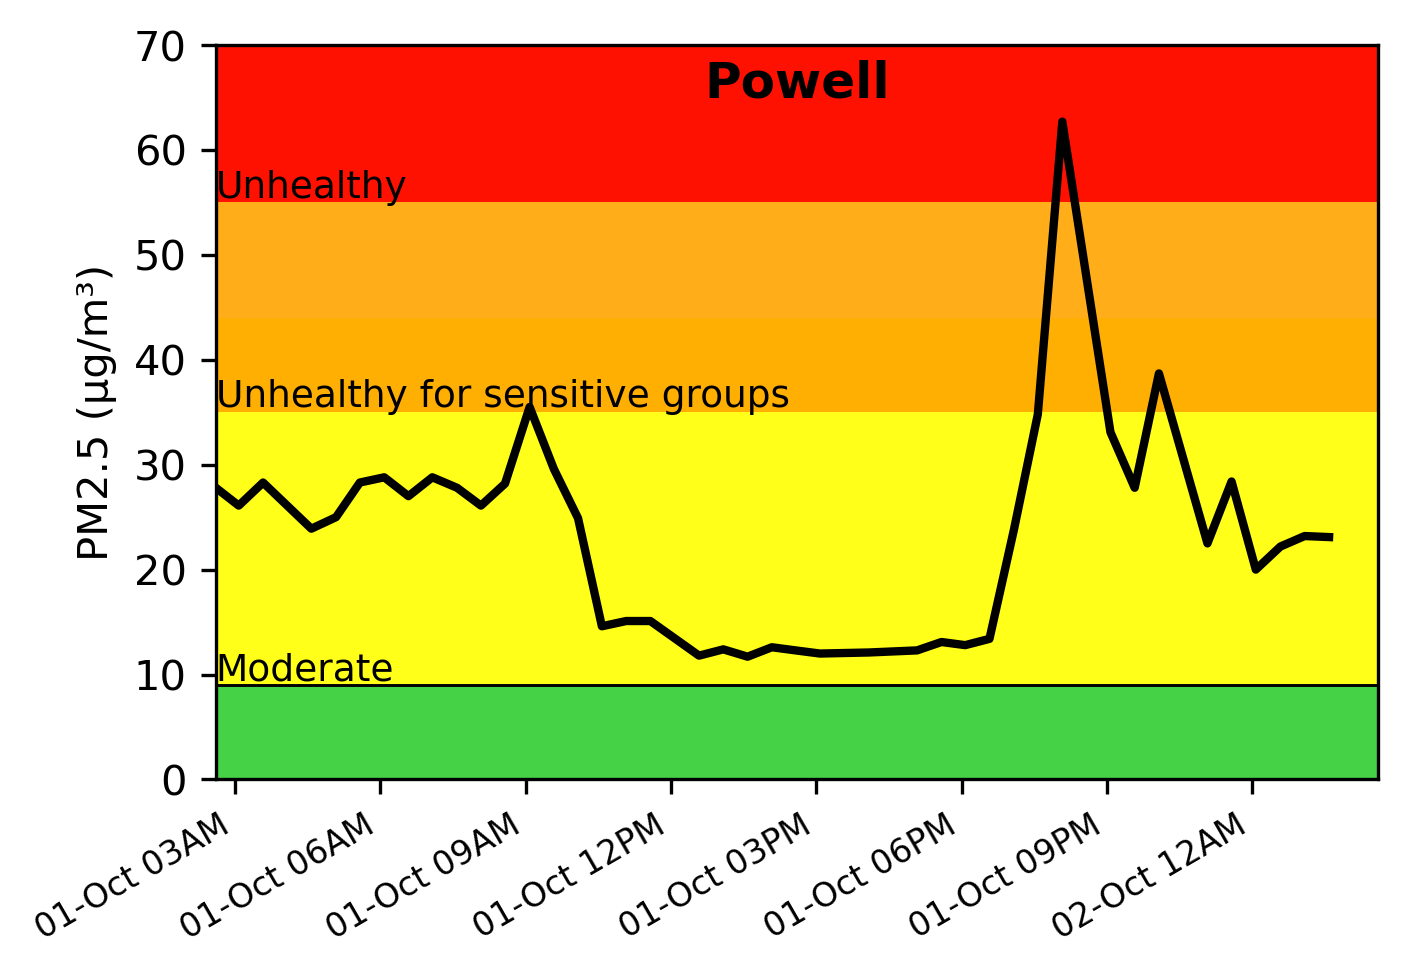 Powell
70
60
50
40
30
20
10
0
PM2.5 (µg/m³)
Unhealthy
Unhealthy for sensitive groups
Moderate
01-Oct 03AM
01-Oct 06AM
01-Oct 09AM
01-Oct 12PM
01-Oct 03PM
01-Oct 06PM
01-Oct 09PM
02-Oct 12AM